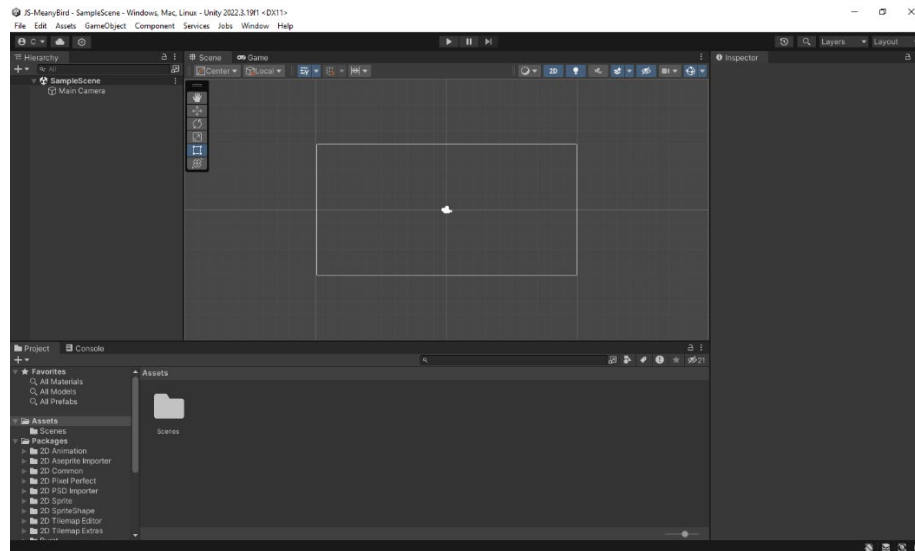 JS-MeanyBird - SampleScene - Windows, Mac, Linux - Unity 2022.3.19f1 <DX11>
File Edit Assets GameObject Component Services Jobs Window Help
C Layers Layout
Hierarchy Scene Game Inspector
All Center Local 2D
SampleScene
Main Camera
Project Console
21
Favorites Assets
All Materials
All Models
All Prefabs
Assets
Scenes Scenes
Packages
2D Animation
2D Aseprite Importer
2D Common
2D Pixel Perfect
2D PSD Importer
2D Sprite
2D SpriteShape
2D Tilemap Editor
2D Tilemap Extras